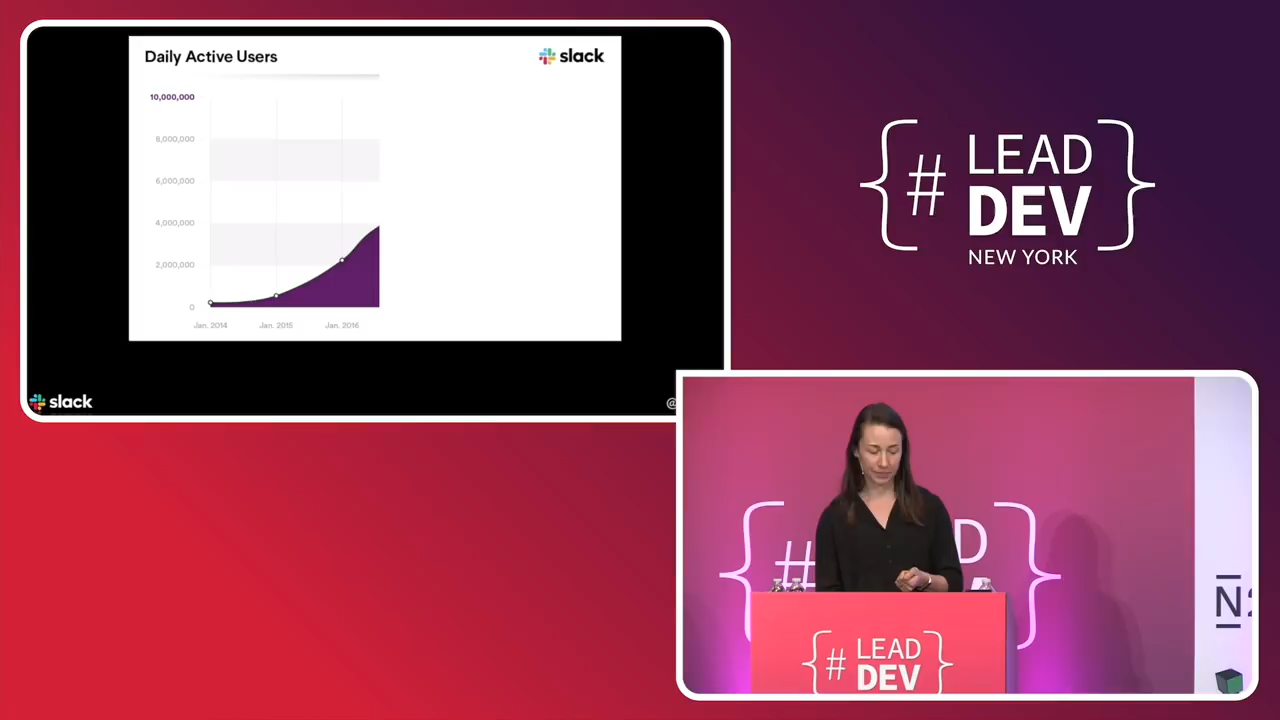 Daily Active Users
slack
10,000,000
8,000,000
6,000,000
4,000,000
2,000,000
0
Jan. 2014
Jan. 2015
Jan. 2016
slack
@
{ # LEAD
DEV }
NEW YORK
{ # D }
{ # LEAD
DEV }
N